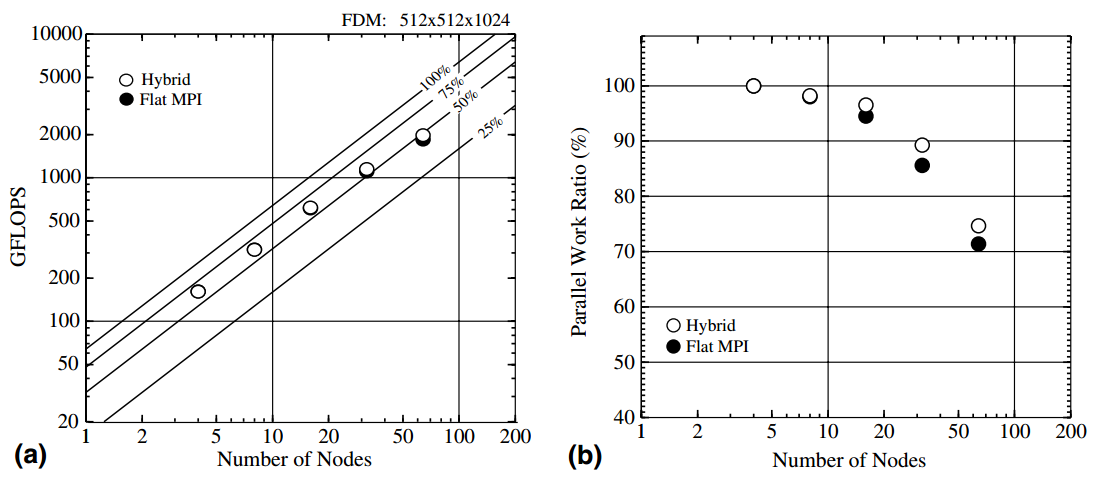 FDM: 512x512x1024
10000
5000
2000
1000
500
200
100
50
20
GFLOPS
Hybrid
Flat MPI
100%
75%
50%
25%
1 2 5 10 20 50 100 200
Number of Nodes
(a)
100
90
80
70
60
50
40
Parallel Work Ratio (%)
Hybrid
Flat MPI
1 2 5 10 20 50 100 200
Number of Nodes
(b)